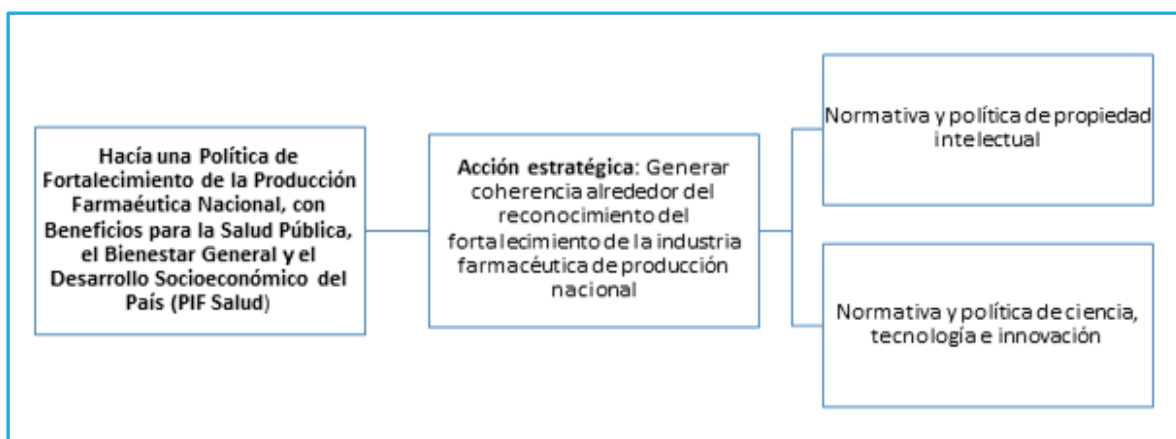 Hacía una Política de
Fortalecimiento de la Producción
Farmaéutica Nacional, con
Beneficios para la Salud Pública,
el Bienestar General y el
Desarrollo Socioeconómico del
País (PIF Salud)
Acción estratégica: Generar
coherencia alrededor del
reconocimiento del
fortalecimiento de la industria
farmacéutica de producción
nacional
Normativa y política de propiedad
intelectual
Normativa y política de ciencia,
tecnología e innovación